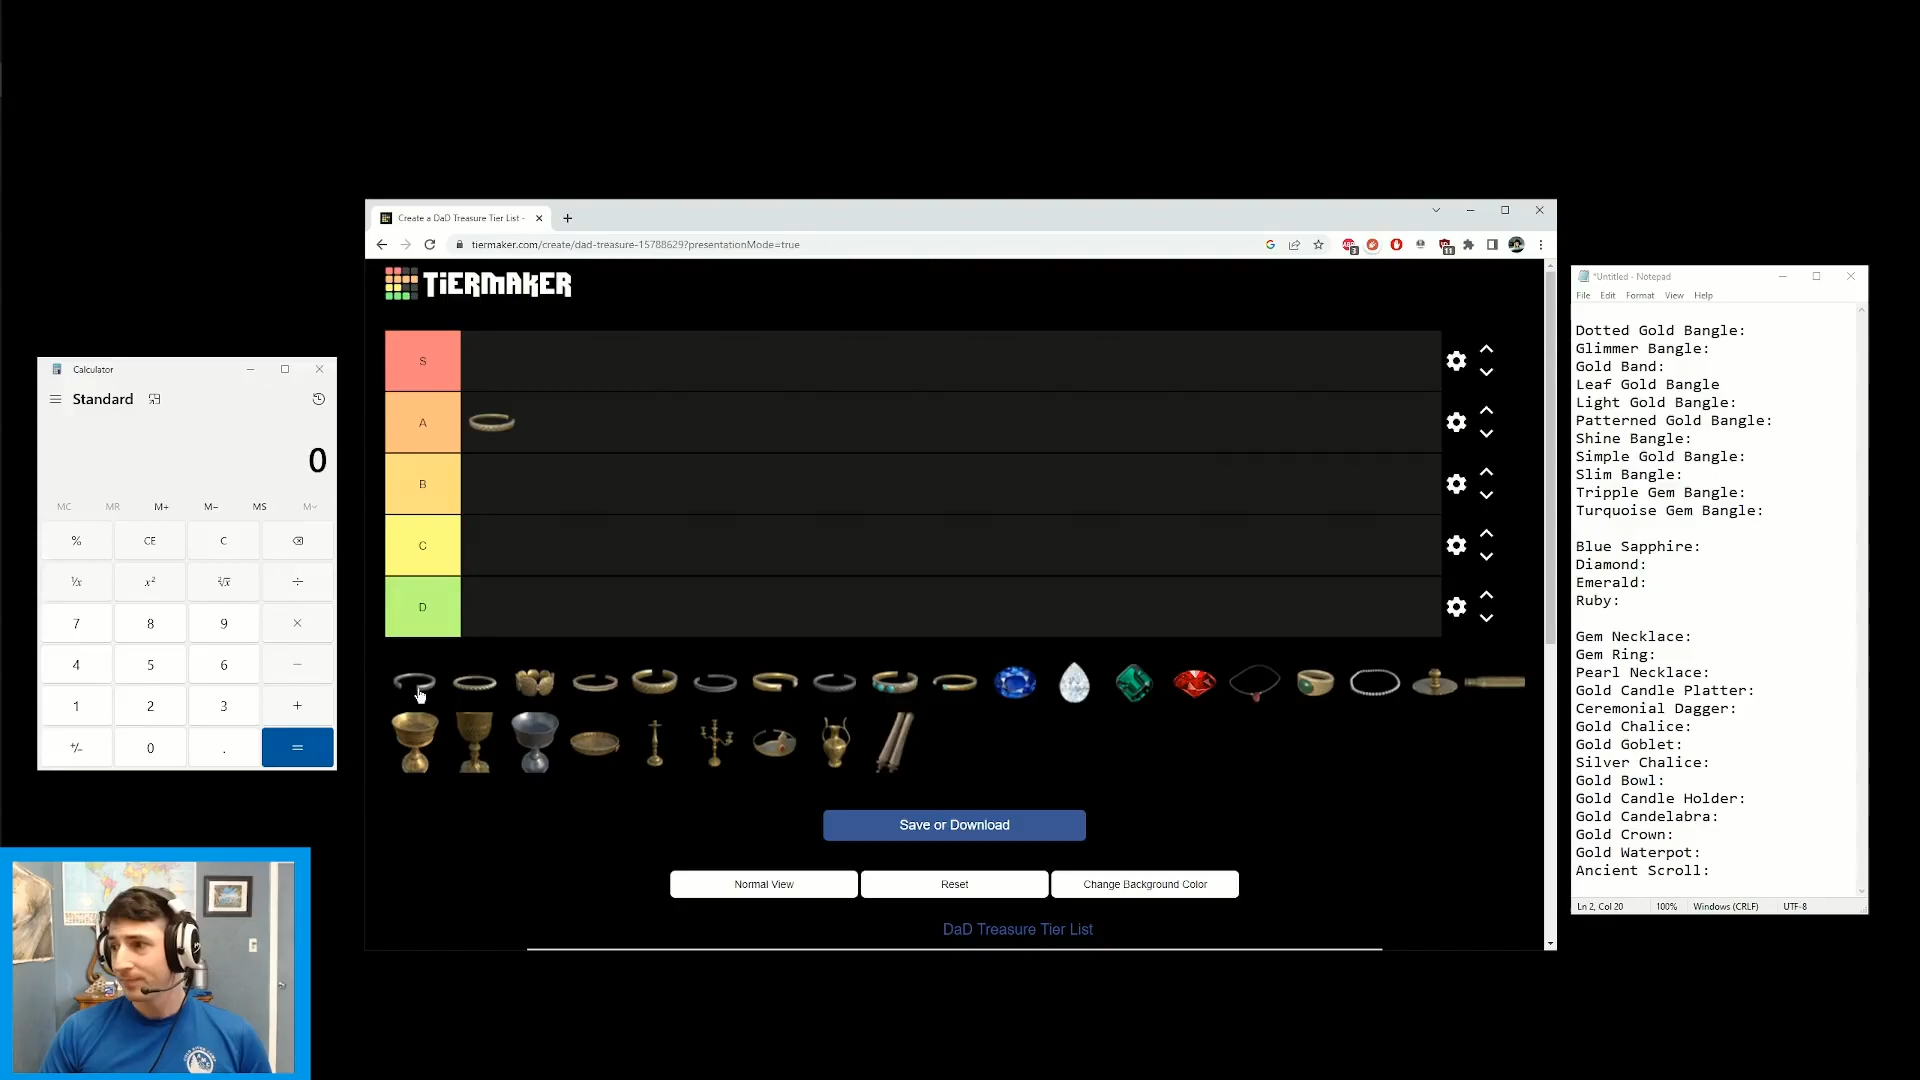 Create a DaD Treasure Tier List -
tiermaker.com/create/dad-treasure-15788629?presentationMode=true
3
11
TiERMAKER
S
A
B
C
D
Save or Download
Normal View
Reset
Change Background Color
DaD Treasure Tier List
Calculator
Standard
0
MC MR M+ M− MS M˅
% CE C
¹/x x² ²√x ÷
7 8 9 ×
4 5 6 −
1 2 3 +
+/− 0 . =
*Untitled - Notepad
File Edit Format View Help
Dotted Gold Bangle:
Glimmer Bangle:
Gold Band:
Leaf Gold Bangle
Light Gold Bangle:
Patterned Gold Bangle:
Shine Bangle:
Simple Gold Bangle:
Slim Bangle:
Tripple Gem Bangle:
Turquoise Gem Bangle:
Blue Sapphire:
Diamond:
Emerald:
Ruby:
Gem Necklace:
Gem Ring:
Pearl Necklace:
Gold Candle Platter:
Ceremonial Dagger:
Gold Chalice:
Gold Goblet:
Silver Chalice:
Gold Bowl:
Gold Candle Holder:
Gold Candelabra:
Gold Crown:
Gold Waterpot:
Ancient Scroll:
Ln 2, Col 20 100% Windows (CRLF) UTF-8